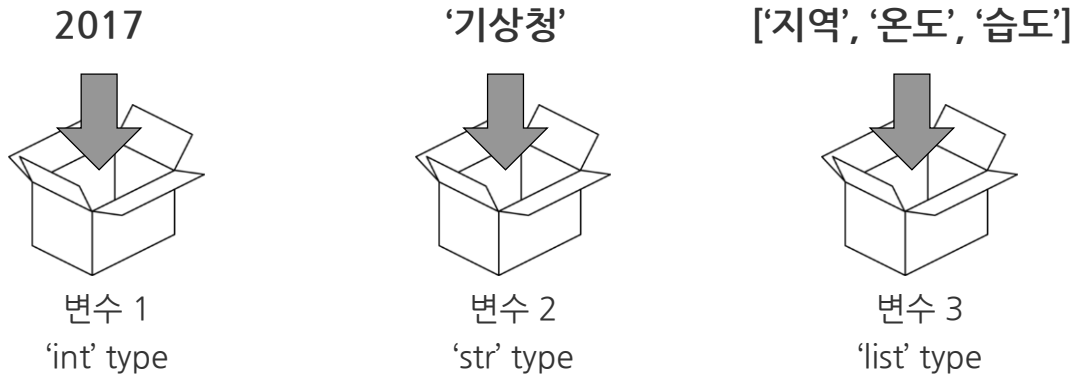 2017
‘기상청’
[‘지역’, ‘온도’, ‘습도’]
변수 1
변수 2
변수 3
‘int’ type
‘str’ type
‘list’ type